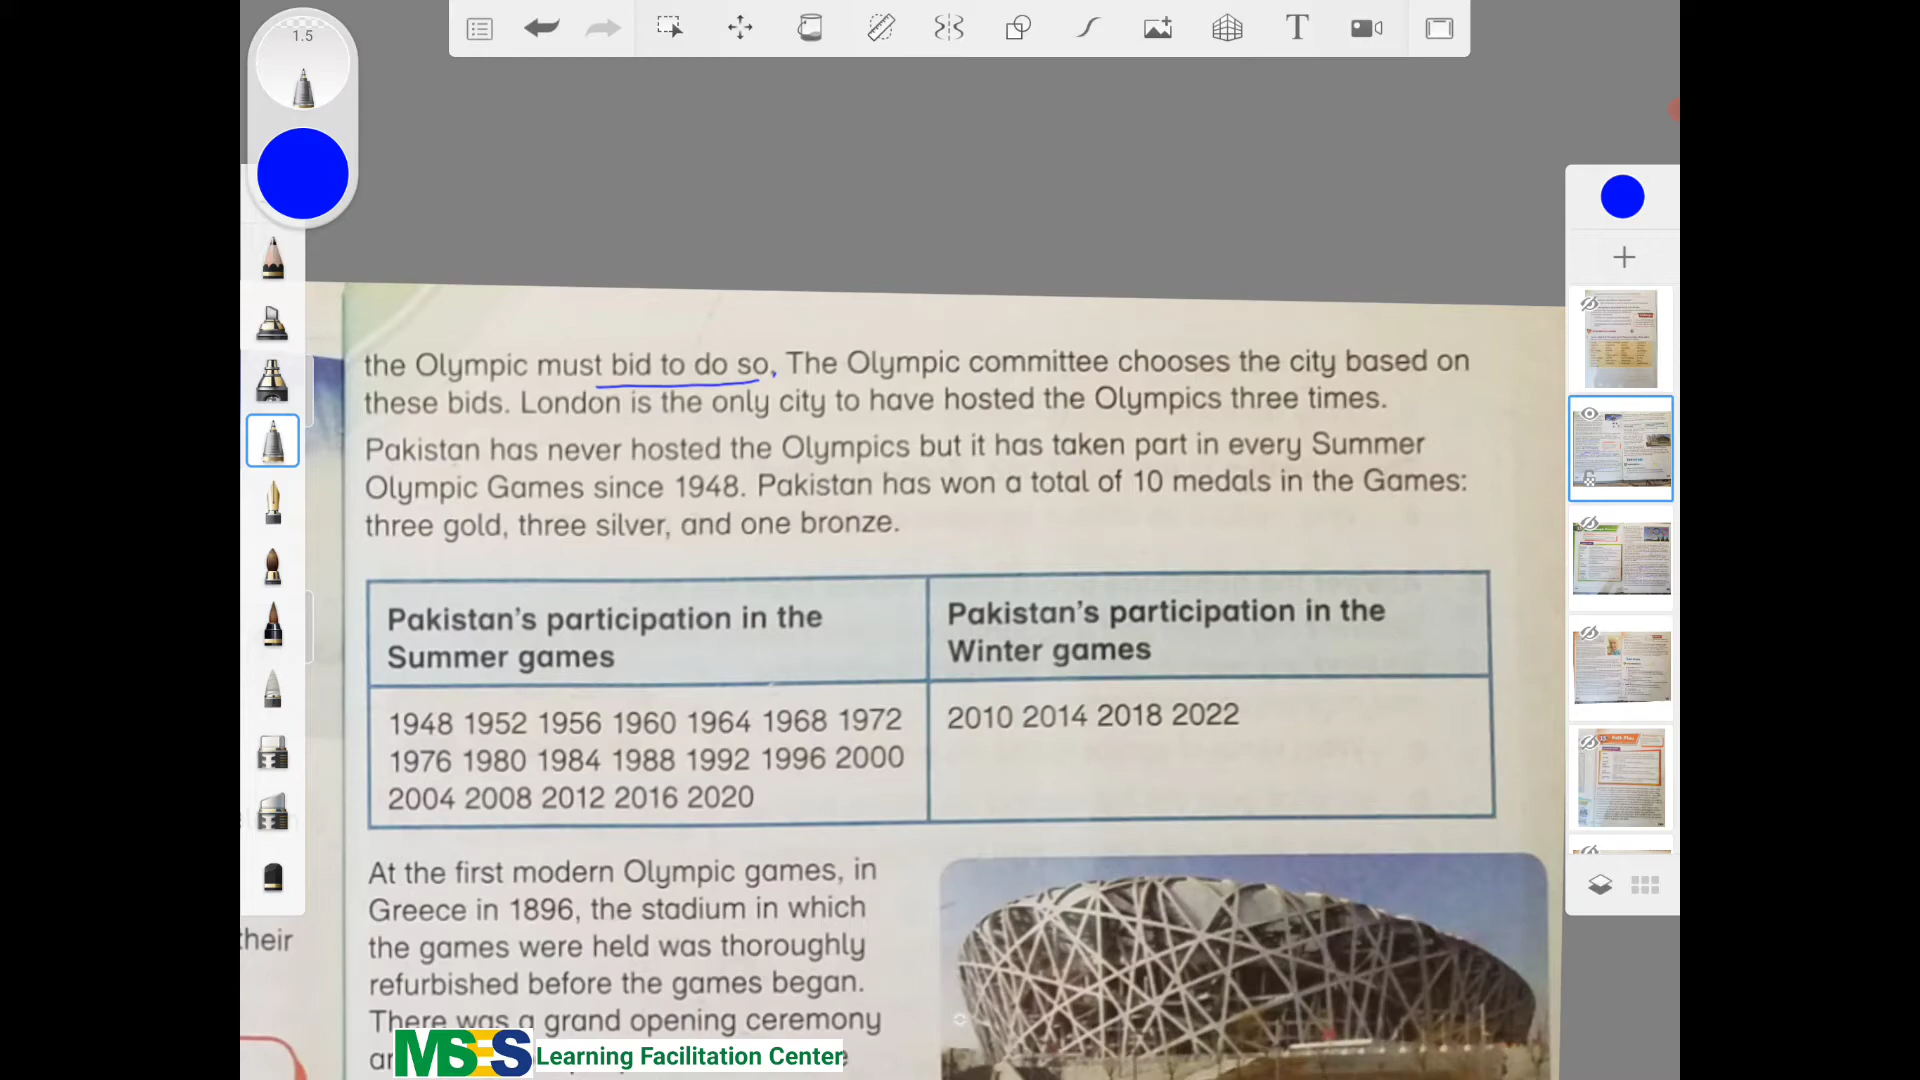 1.5
T
the Olympic must bid to do so. The Olympic committee chooses the city based on
these bids. London is the only city to have hosted the Olympics three times.
Pakistan has never hosted the Olympics but it has taken part in every Summer
Olympic Games since 1948. Pakistan has won a total of 10 medals in the Games:
three gold, three silver, and one bronze.
Pakistan's participation in the
Summer games
Pakistan's participation in the
Winter games
1948 1952 1956 1960 1964 1968 1972
1976 1980 1984 1988 1992 1996 2000
2004 2008 2012 2016 2020
2010 2014 2018 2022
At the first modern Olympic games, in
Greece in 1896, the stadium in which
the games were held was thoroughly
refurbished before the games began.
There was a grand opening ceremony
their
MSES Learning Facilitation Center